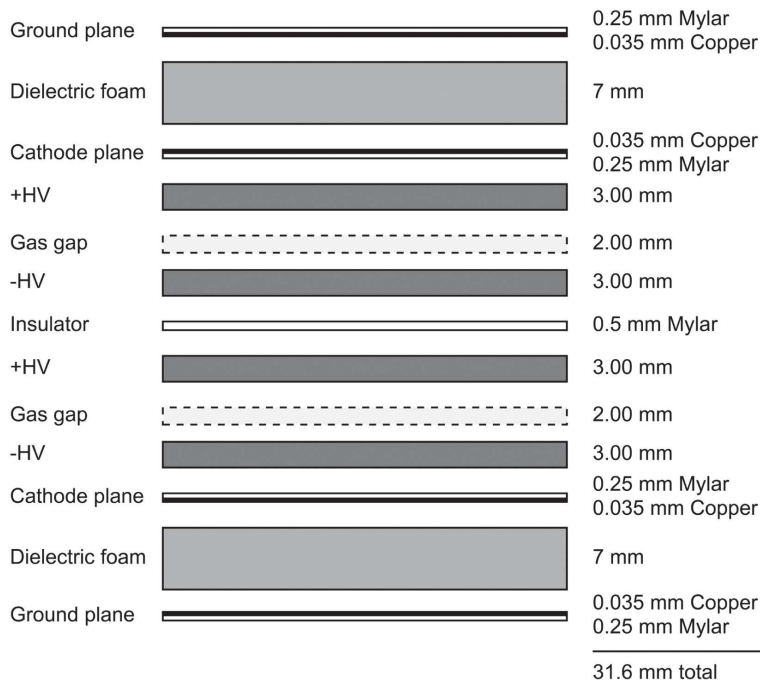 Ground plane
0.25 mm Mylar
0.035 mm Copper
Dielectric foam
7 mm
Cathode plane
0.035 mm Copper
0.25 mm Mylar
+HV
3.00 mm
Gas gap
2.00 mm
-HV
3.00 mm
Insulator
0.5 mm Mylar
+HV
3.00 mm
Gas gap
2.00 mm
-HV
3.00 mm
Cathode plane
0.25 mm Mylar
0.035 mm Copper
Dielectric foam
7 mm
Ground plane
0.035 mm Copper
0.25 mm Mylar
31.6 mm total